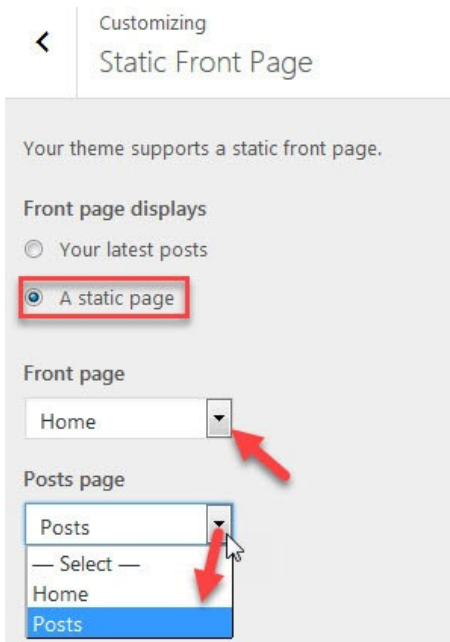 Customizing
Static Front Page
Your theme supports a static front page.
Front page displays
Your latest posts
A static page
Front page
Home
Posts page
Posts
— Select —
Home
Posts